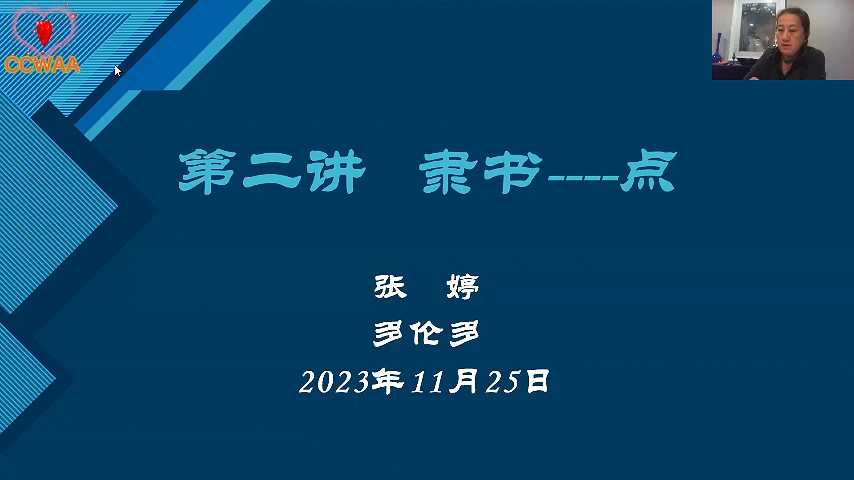 CCWAA
第二讲 隶书----点
张 婷
多伦多
2023年11月25日